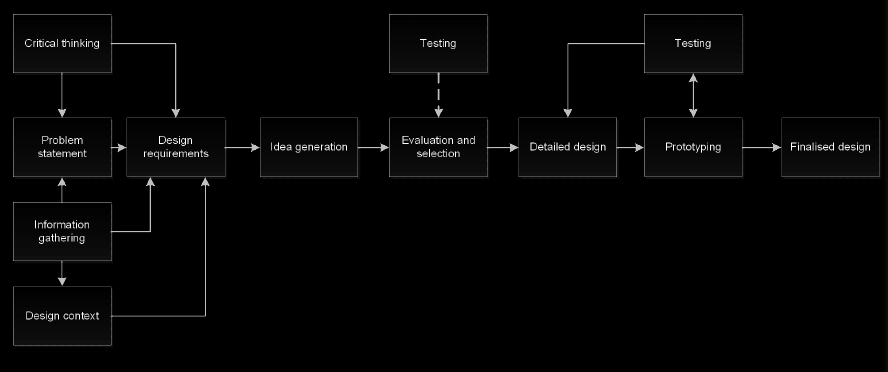 Critical thinking
Testing
Testing
Problem
statement
Design
requirements
Idea generation
Evaluation and
selection
Detailed design
Prototyping
Finalised design
Information
gathering
Design context